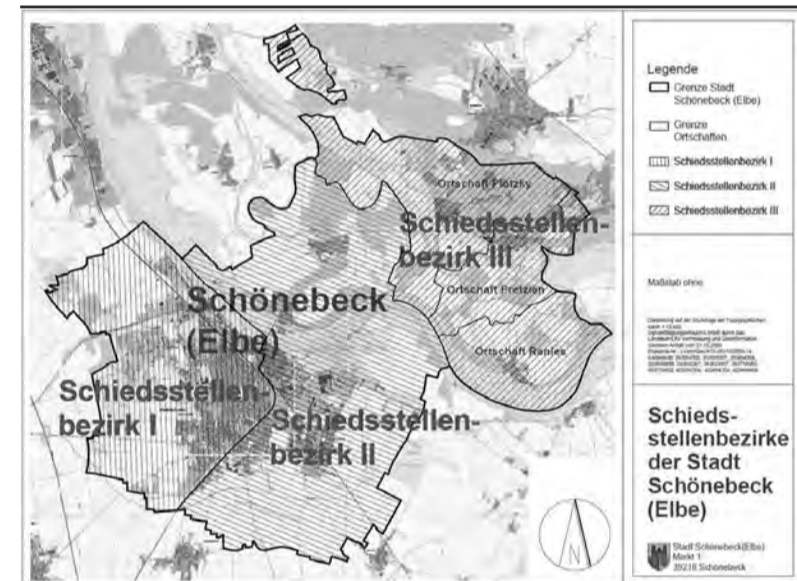 Ortschaft Plötzky
Schiedsstellen-
bezirk III
Ortschaft Pretzien
Ortschaft Ranies
Schönebeck
(Elbe)
Schiedsstellen-
bezirk I
Schiedsstellen-
bezirk II
N
Legende
Grenze Stadt
Schönebeck (Elbe)
Grenze
Ortschaften
Schiedsstellenbezirk I
Schiedsstellenbezirk II
Schiedsstellenbezirk III
Maßstab ohne
Schieds-
stellenbezirke
der Stadt
Schönebeck
(Elbe)
Stadt Schönebeck(Elbe)
Markt 1
39218 Schönebeck